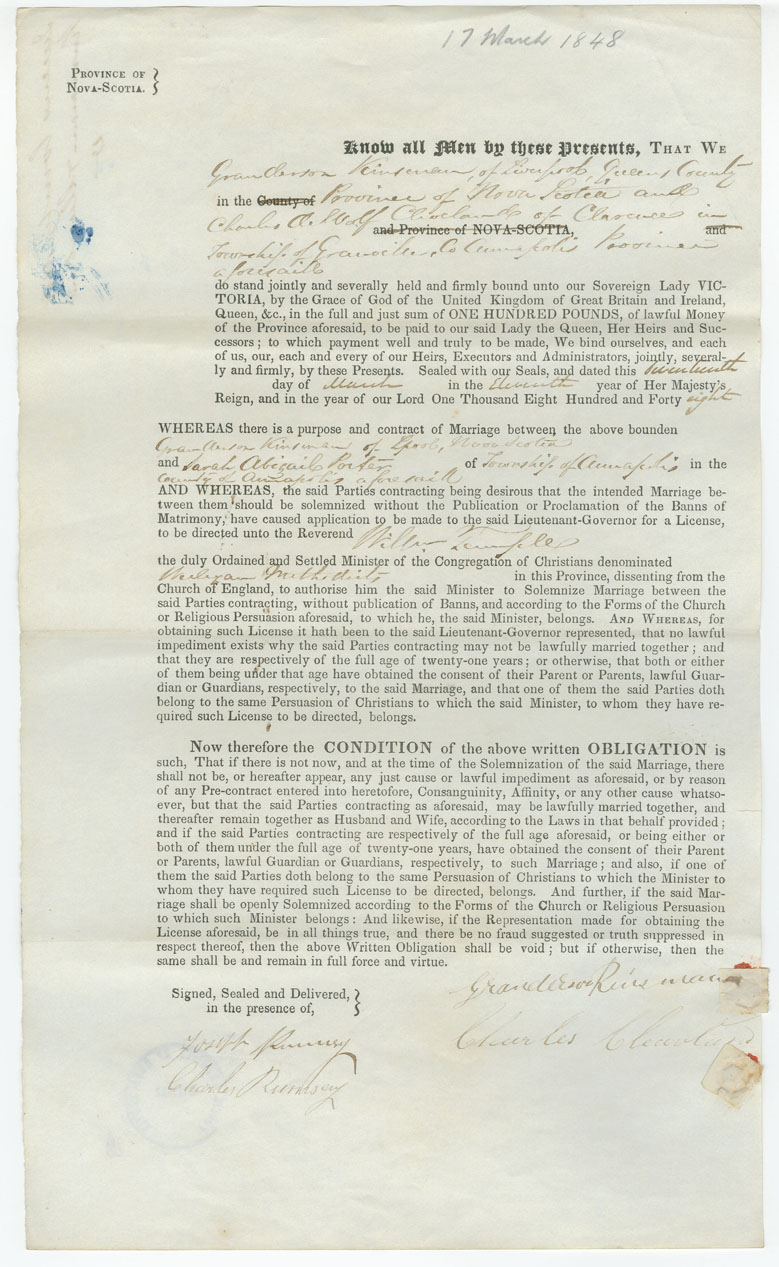 17 March 1848
PROVINCE OF
NOVA-SCOTIA.
Know all Men by these Presents, THAT WE
Granderson Kinsman, of Liverpool, Queens County
in the County of Province of Nova Scotia and
Charles D. Wolf Cleveland of Clarence in
and Province of NOVA-SCOTIA, and
Township of Granville, Co Annapolis Province
aforesaid
do stand jointly and severally held and firmly bound unto our Sovereign Lady VIC-
TORIA, by the Grace of God of the United Kingdom of Great Britain and Ireland,
Queen, &c., in the full and just sum of ONE HUNDRED POUNDS, of lawful Money
of the Province aforesaid, to be paid to our said Lady the Queen, Her Heirs and Suc-
cessors; to which payment well and truly to be made, We bind ourselves, and each
of us, our, each and every of our Heirs, Executors and Administrators, jointly, several-
ly and firmly, by these Presents. Sealed with our Seals, and dated this
day of March in the Eleventh year of Her Majesty's
Reign, and in the year of our Lord One Thousand Eight Hundred and Forty eight
WHEREAS there is a purpose and contract of Marriage between the above bounden
Granderson Kinsman of Lpool, Nova Scotia
and Sarah Abigail Porter of Township of Annapolis in the
County of Annapolis aforesaid
AND WHEREAS, the said Parties contracting being desirous that the intended Marriage be-
tween them should be solemnized without the Publication or Proclamation of the Banns of
Matrimony, have caused application to be made to the said Lieutenant-Governor for a License,
to be directed unto the Reverend
Willm Temple
the duly Ordained and Settled Minister of the Congregation of Christians denominated
Weslyan Methodists in this Province, dissenting from the
Church of England, to authorise him the said Minister to Solemnize Marriage between the
said Parties contracting, without publication of Banns, and according to the Forms of the Church
or Religious Persuasion aforesaid, to which he, the said Minister, belongs. AND WHEREAS, for
obtaining such License it hath been to the said Lieutenant-Governor represented, that no lawful
impediment exists why the said Parties contracting may not be lawfully married together; and
that they are respectively of the full age of twenty-one years; or otherwise, that both or either
of them being under that age have obtained the consent of their Parent or Parents, lawful Guar-
dian or Guardians, respectively, to the said Marriage, and that one of them the said Parties doth
belong to the same Persuasion of Christians to which the said Minister, to whom they have re-
quired such License to be directed, belongs.
Now therefore the CONDITION of the above written OBLIGATION is
such, That if there is not now, and at the time of the Solemnization of the said Marriage, there
shall not be, or hereafter appear, any just cause or lawful impediment as aforesaid, or by reason
of any Pre-contract entered into heretofore, Consanguinity, Affinity, or any other cause whatso-
ever, but that the said Parties contracting as aforesaid, may be lawfully married together, and
thereafter remain together as Husband and Wife, according to the Laws in that behalf provided;
and if the said Parties contracting are respectively of the full age aforesaid, or being either or
both of them under the full age of twenty-one years, have obtained the consent of their Parent
or Parents, lawful Guardian or Guardians, respectively, to such Marriage; and also, if one of
them the said Parties doth belong to the same Persuasion of Christians to which the Minister to
whom they have required such License to be directed, belongs. And further, if the said Mar-
riage shall be openly Solemnized according to the Forms of the Church or Religious Persuasion
to which such Minister belongs: And likewise, if the Representation made for obtaining the
License aforesaid, be in all things true, and there be no fraud suggested or truth suppressed in
respect thereof, then the above Written Obligation shall be void; but if otherwise, then the
same shall be and remain in full force and virtue.
Granderson Kinsman
Signed, Sealed and Delivered,
in the presence of,
Charles Cleaveland
Joseph Rumsey
Charles Rumsey